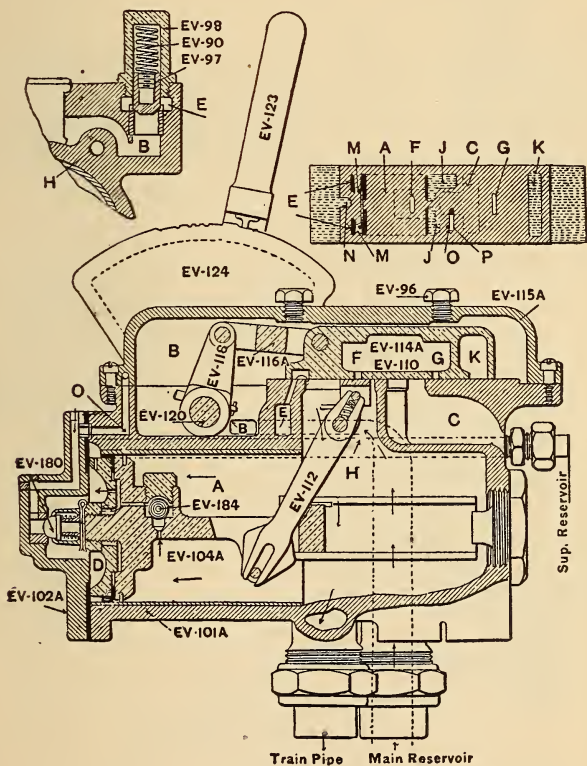 EV-98
EV-90
EV-97
E
B
H
EV-123
M A F J C G K
E
N M J O P
EV-124
EV-96
EV-115A
B
EV-118
EV-116A
F EV-114A G K
EV-110
O
EV-120
B
E
C
EV-180
A
H
EV-184
EV-112
EV-104A
D
EV-102A
EV-101A
Sup. Reservoir
Train Pipe Main Reservoir